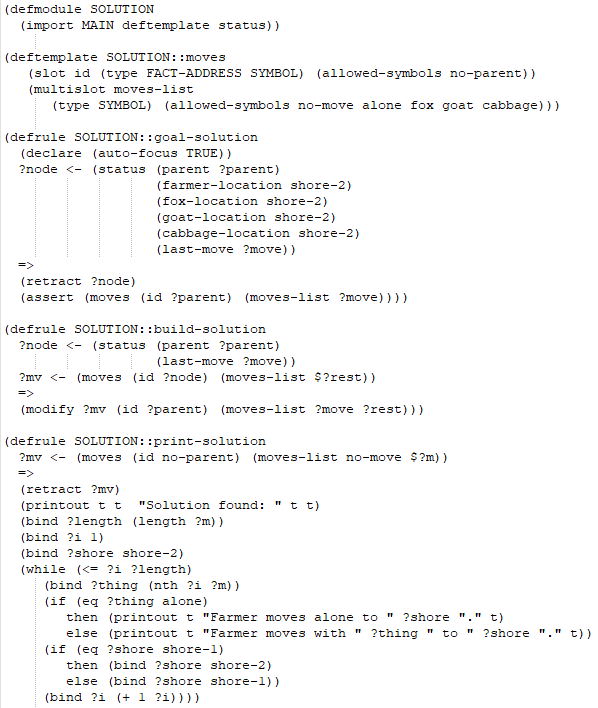 (defmodule SOLUTION
  (import MAIN deftemplate status))

(deftemplate SOLUTION::moves
   (slot id (type FACT-ADDRESS SYMBOL) (allowed-symbols no-parent))
   (multislot moves-list
      (type SYMBOL) (allowed-symbols no-move alone fox goat cabbage)))

(defrule SOLUTION::goal-solution
  (declare (auto-focus TRUE))
  ?node <- (status (parent ?parent)
                   (farmer-location shore-2)
                   (fox-location shore-2)
                   (goat-location shore-2)
                   (cabbage-location shore-2)
                   (last-move ?move))
  =>
  (retract ?node)
  (assert (moves (id ?parent) (moves-list ?move))))

(defrule SOLUTION::build-solution
  ?node <- (status (parent ?parent)
                   (last-move ?move))
  ?mv <- (moves (id ?node) (moves-list $?rest))
  =>
  (modify ?mv (id ?parent) (moves-list ?move ?rest)))

(defrule SOLUTION::print-solution
  ?mv <- (moves (id no-parent) (moves-list no-move $?m))
  =>
  (retract ?mv)
  (printout t t  "Solution found: " t t)
  (bind ?length (length ?m))
  (bind ?i 1)
  (bind ?shore shore-2)
  (while (<= ?i ?length)
     (bind ?thing (nth ?i ?m))
     (if (eq ?thing alone)
        then (printout t "Farmer moves alone to " ?shore "." t)
        else (printout t "Farmer moves with " ?thing " to " ?shore "." t))
     (if (eq ?shore shore-1)
        then (bind ?shore shore-2)
        else (bind ?shore shore-1))
     (bind ?i (+ 1 ?i))))